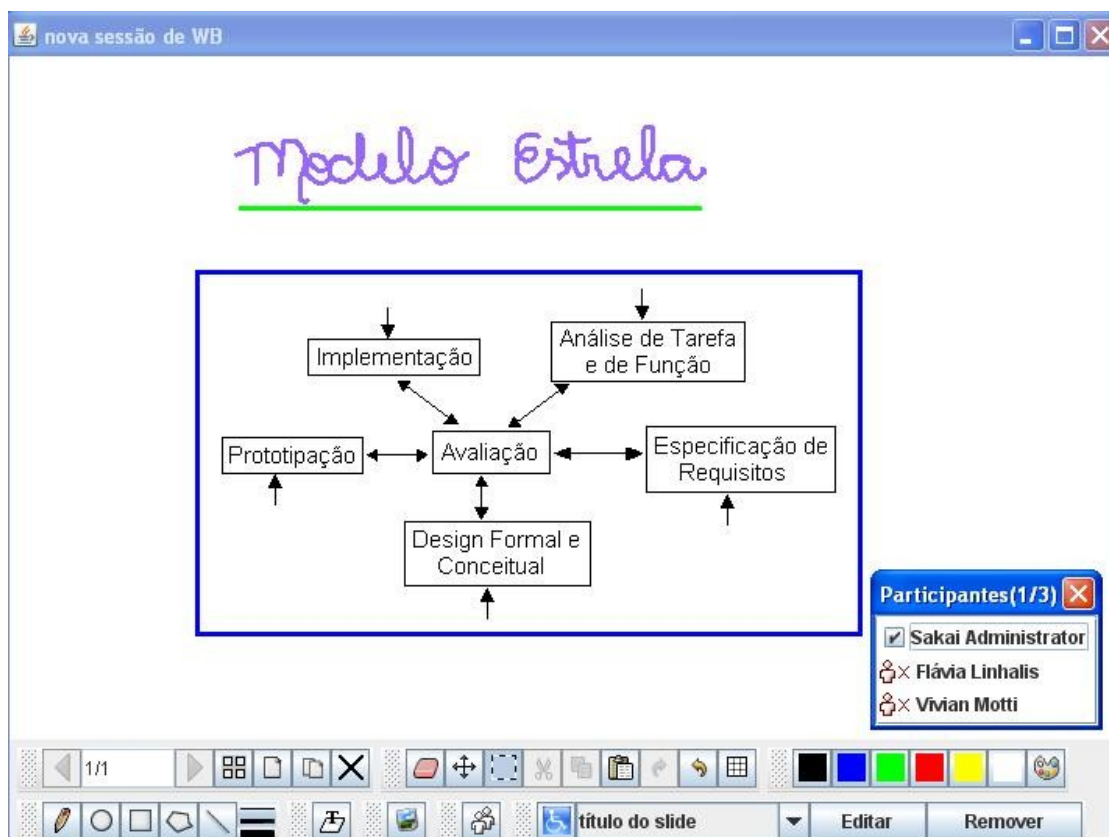 nova sessão de WB
Modelo Estrela
Implementação
Análise de Tarefa
e de Função
Prototipação
Avaliação
Especificação de
Requisitos
Design Formal e
Conceitual
Participantes(1/3)
Sakai Administrator
Flávia Linhalis
Vivian Motti
1/1
T
título do slide
Editar
Remover